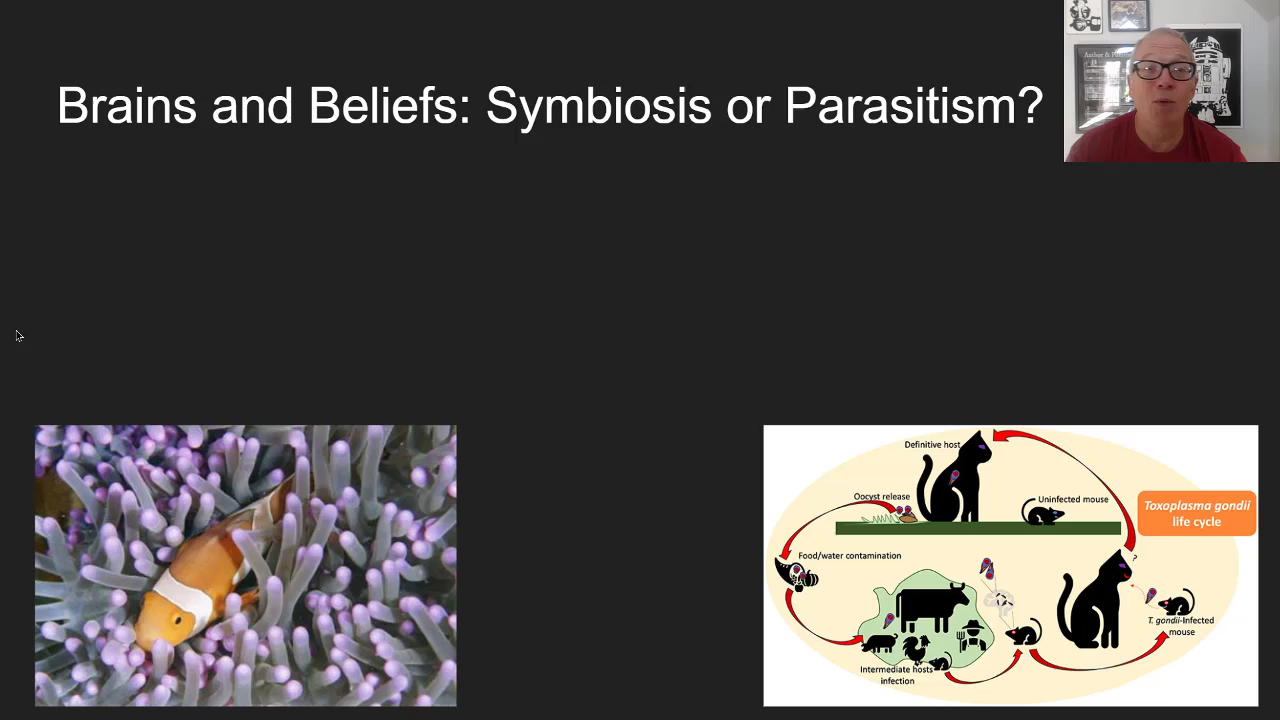 Brains and Beliefs: Symbiosis or Parasitism?
Author &
Definitive host
Oocyst release
Uninfected mouse
Toxoplasma gondii
life cycle
Food/water contamination
?
T. gondii-Infected
mouse
Intermediate hosts
infection